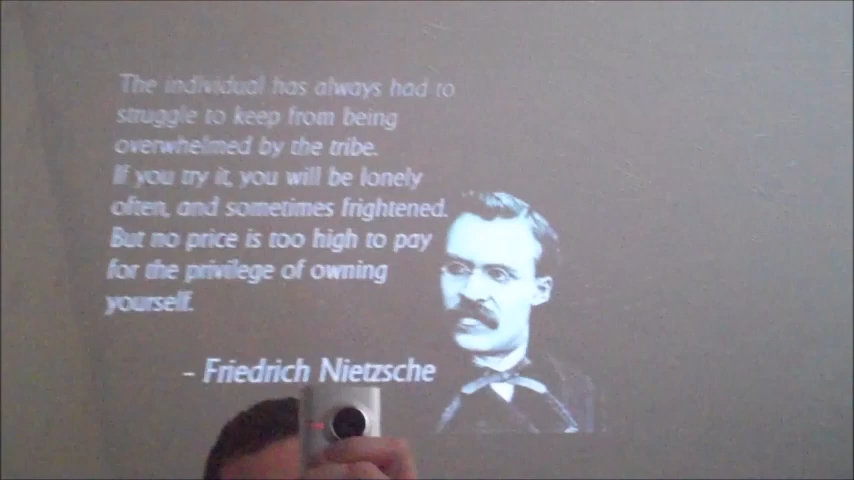 The individual has always had to
struggle to keep from being
overwhelmed by the tribe.
If you try it, you will be lonely
often, and sometimes frightened.
But no price is too high to pay
for the privilege of owning
yourself.
- Friedrich Nietzsche